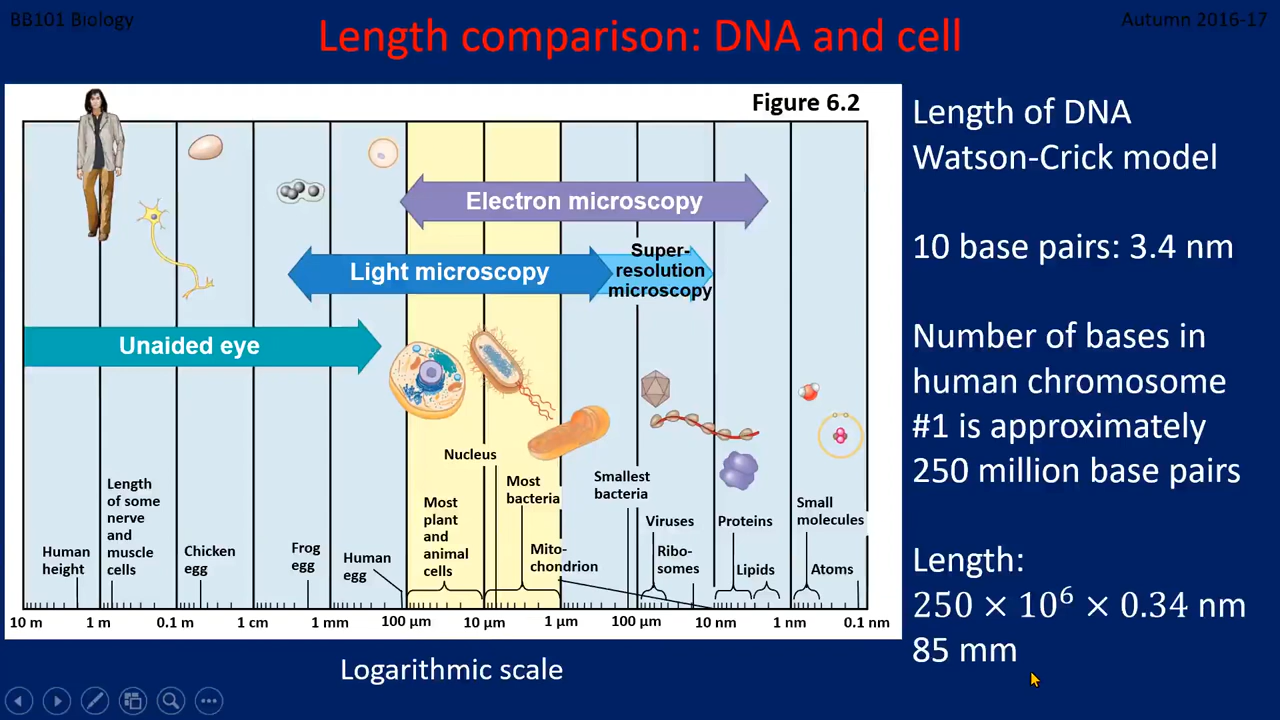 BB101 Biology
Autumn 2016-17
Length comparison: DNA and cell
Figure 6.2
Electron microscopy
Light microscopy
Super-
resolution
microscopy
Unaided eye
Human
height
Length
of some
nerve
and
muscle
cells
Chicken
egg
Frog
egg
Human
egg
Most
plant
and
animal
cells
Nucleus
Most
bacteria
Mito-
chondrion
Smallest
bacteria
Viruses
Ribo-
somes
Proteins
Lipids
Small
molecules
Atoms
10 m
1 m
0.1 m
1 cm
1 mm
100 µm
10 µm
1 µm
100 µm
10 nm
1 nm
0.1 nm
Logarithmic scale
Length of DNA
Watson-Crick model
10 base pairs: 3.4 nm
Number of bases in
human chromosome
#1 is approximately
250 million base pairs
Length:
250 × 10⁶ × 0.34 nm
85 mm